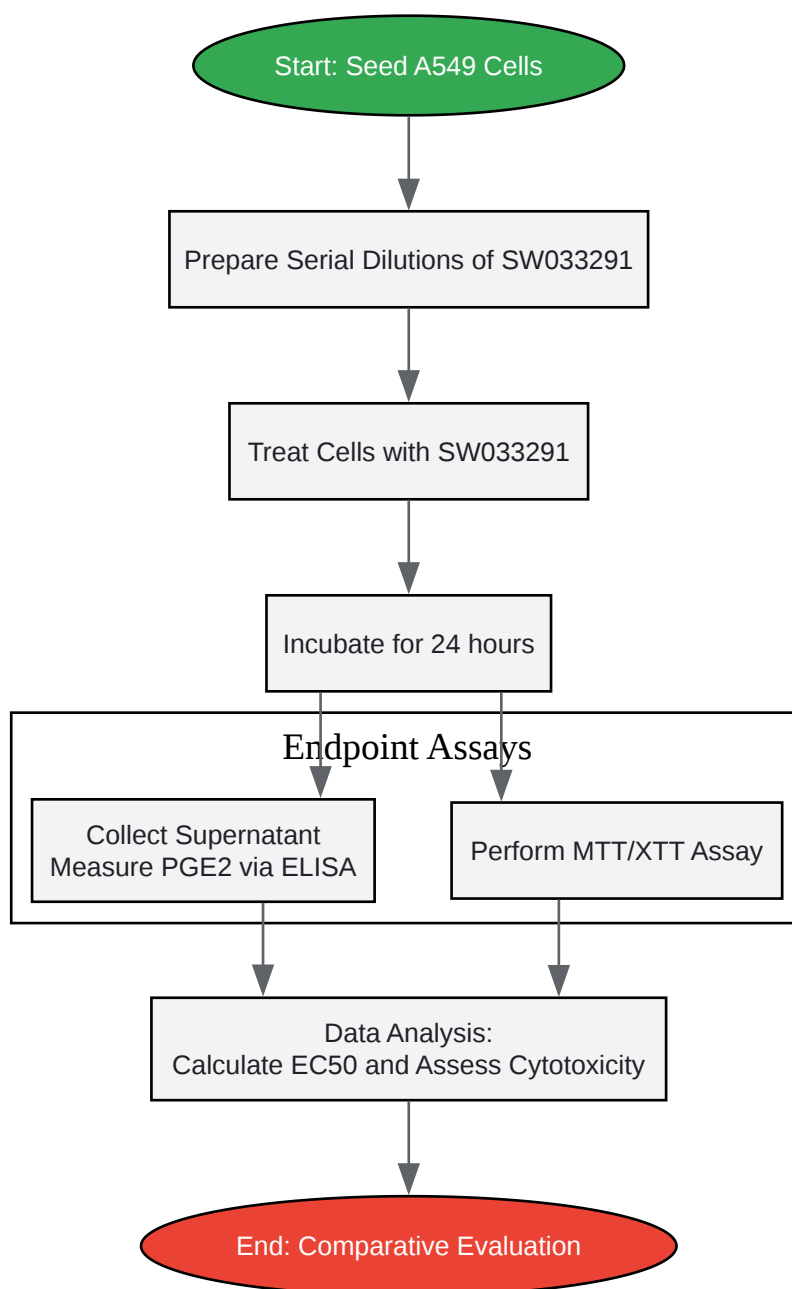 Start: Seed A549 Cells
Prepare Serial Dilutions of SW033291
Treat Cells with SW033291
Incubate for 24 hours
Endpoint Assays
Collect Supernatant
Measure PGE2 via ELISA
Perform MTT/XTT Assay
Data Analysis:
Calculate EC50 and Assess Cytotoxicity
End: Comparative Evaluation